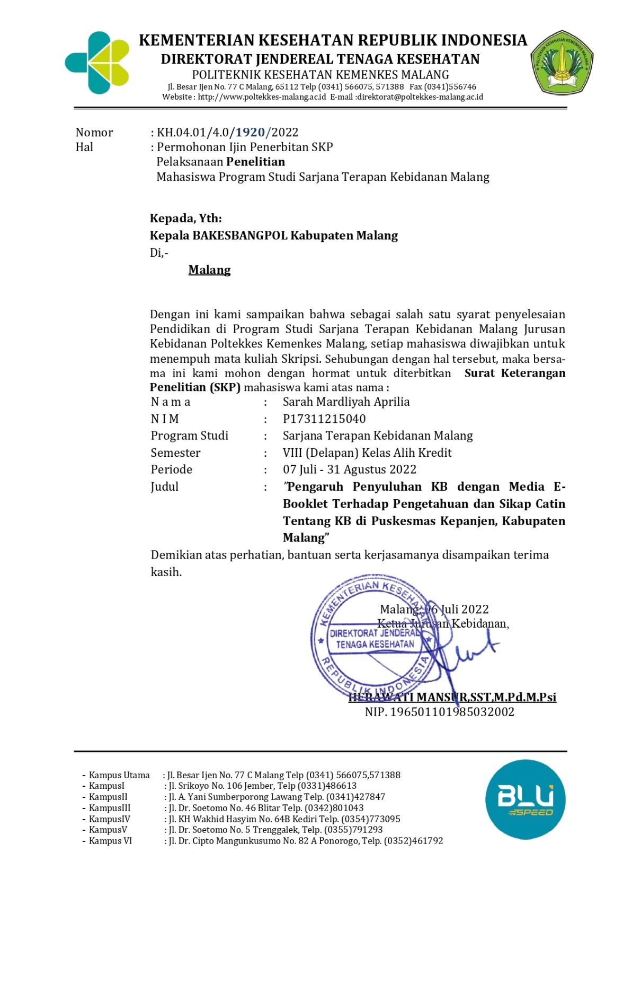 KEMENTERIAN KESEHATAN REPUBLIK INDONESIA
DIREKTORAT JENDEREAL TENAGA KESEHATAN
POLITEKNIK KESEHATAN KEMENKES MALANG
Jl. Besar Ijen No. 77 C Malang, 65112 Telp (0341) 566075, 571388 Fax (0341)556746
Website : http://www.poltekkes-malang.ac.id E-mail :direktorat@poltekkes-malang.ac.id
POLITEKNIK KESEHATAN KEMENKES MALANG
Nomor : KH.04.01/4.0/1920/2022
Hal : Permohonan Ijin Penerbitan SKP
Pelaksanaan Penelitian
Mahasiswa Program Studi Sarjana Terapan Kebidanan Malang
Kepada, Yth:
Kepala BAKESBANGPOL Kabupaten Malang
Di,-
Malang
Dengan ini kami sampaikan bahwa sebagai salah satu syarat penyelesaian
Pendidikan di Program Studi Sarjana Terapan Kebidanan Malang Jurusan
Kebidanan Poltekkes Kemenkes Malang, setiap mahasiswa diwajibkan untuk
menempuh mata kuliah Skripsi. Sehubungan dengan hal tersebut, maka bersa-
ma ini kami mohon dengan hormat untuk diterbitkan Surat Keterangan
Penelitian (SKP) mahasiswa kami atas nama :
N a m a : Sarah Mardliyah Aprilia
N I M : P17311215040
Program Studi : Sarjana Terapan Kebidanan Malang
Semester : VIII (Delapan) Kelas Alih Kredit
Periode : 07 Juli - 31 Agustus 2022
Judul : ”Pengaruh Penyuluhan KB dengan Media E-
Booklet Terhadap Pengetahuan dan Sikap Catin
Tentang KB di Puskesmas Kepanjen, Kabupaten
Malang”
Demikian atas perhatian, bantuan serta kerjasamanya disampaikan terima
kasih.
Malang, 06 Juli 2022
Ketua Jurusan Kebidanan,
KEMENTERIAN KESEHATAN
DIREKTORAT JENDERAL
TENAGA KESEHATAN
REPUBLIK INDONESIA
HERAWATI MANSUR,SST,M.Pd.M.Psi
NIP. 196501101985032002
- Kampus Utama : Jl. Besar Ijen No. 77 C Malang Telp (0341) 566075,571388
- KampusI : Jl. Srikoyo No. 106 Jember, Telp (0331)486613
- KampusII : Jl. A. Yani Sumberporong Lawang Telp. (0341)427847
- KampusIII : Jl. Dr. Soetomo No. 46 Blitar Telp. (0342)801043
- KampusIV : Jl. KH Wakhid Hasyim No. 64B Kediri Telp. (0354)773095
- KampusV : Jl. Dr. Soetomo No. 5 Trenggalek, Telp. (0355)791293
- Kampus VI : Jl. Dr. Cipto Mangunkusumo No. 82 A Ponorogo, Telp. (0352)461792
BLU
SPEED